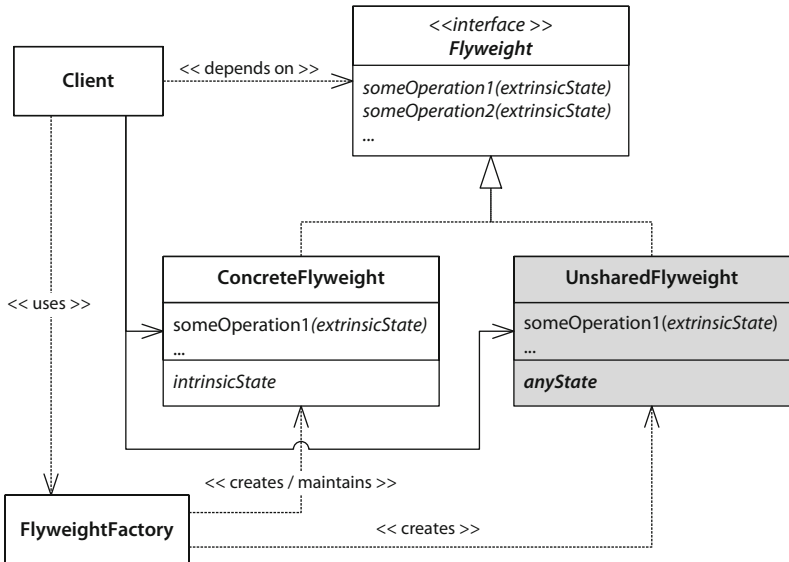 <<interface >>
Flyweight
Client
<< depends on >>
someOperation1(extrinsicState)
someOperation2(extrinsicState)
...
ConcreteFlyweight
UnsharedFlyweight
<< uses >>
someOperation1(extrinsicState)
...
intrinsicState
someOperation1(extrinsicState)
...
anyState
<< creates / maintains >>
FlyweightFactory
<< creates >>